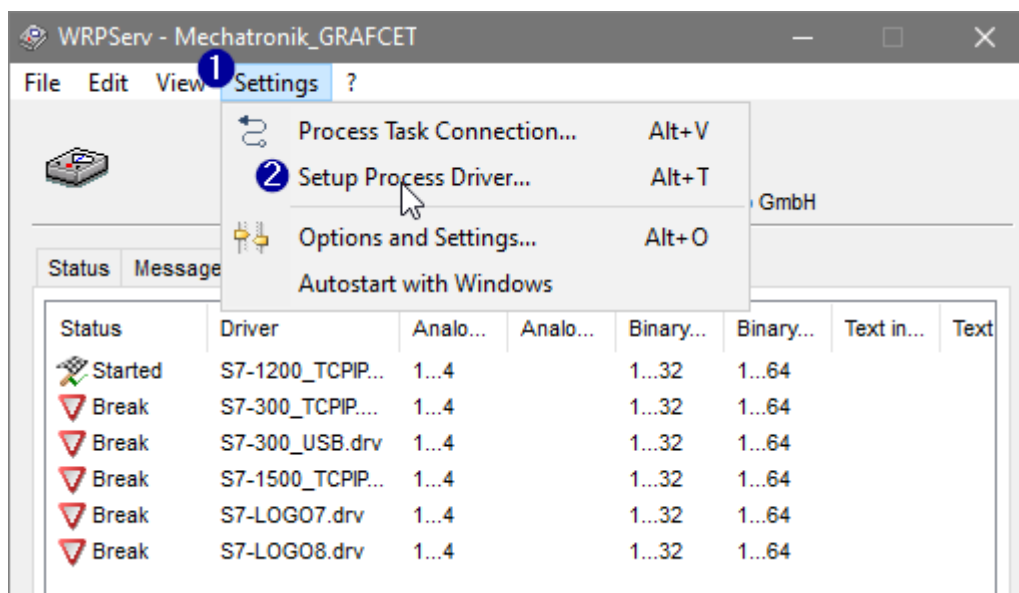 WRPServ - Mechatronik_GRAFCET
1
File Edit View Settings ?
Process Task Connection... Alt+V
2 Setup Process Driver... Alt+T
GmbH
Options and Settings... Alt+O
Status Message
Autostart with Windows
Status Driver Analo... Analo... Binary... Binary... Text in... Text
Started S7-1200_TCPIP... 1...4 1...32 1...64
Break S7-300_TCPIP.... 1...4 1...32 1...64
Break S7-300_USB.drv 1...4 1...32 1...64
Break S7-1500_TCPIP... 1...4 1...32 1...64
Break S7-LOGO7.drv 1...4 1...32 1...64
Break S7-LOGO8.drv 1...4 1...32 1...64